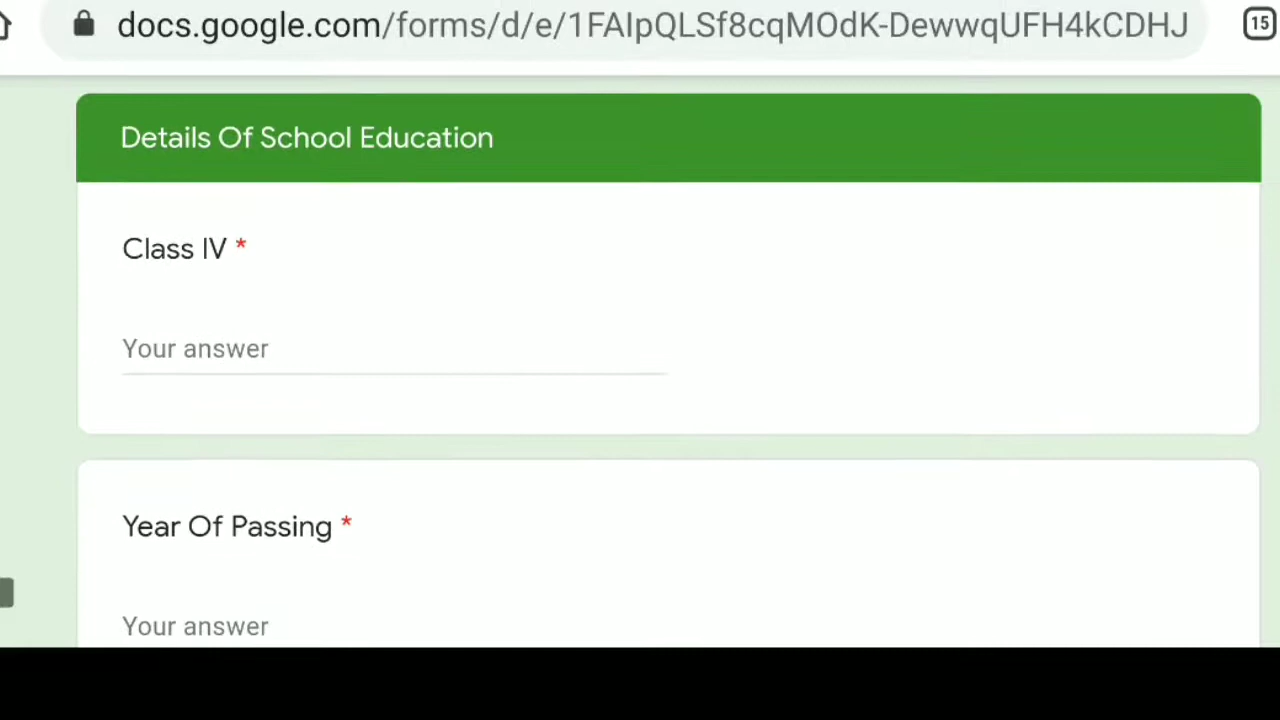 docs.google.com/forms/d/e/1FAIpQLSf8cqMOdK-DewwqUFH4kCDHJ
15
Details Of School Education
Class IV *
Your answer
Year Of Passing *
Your answer